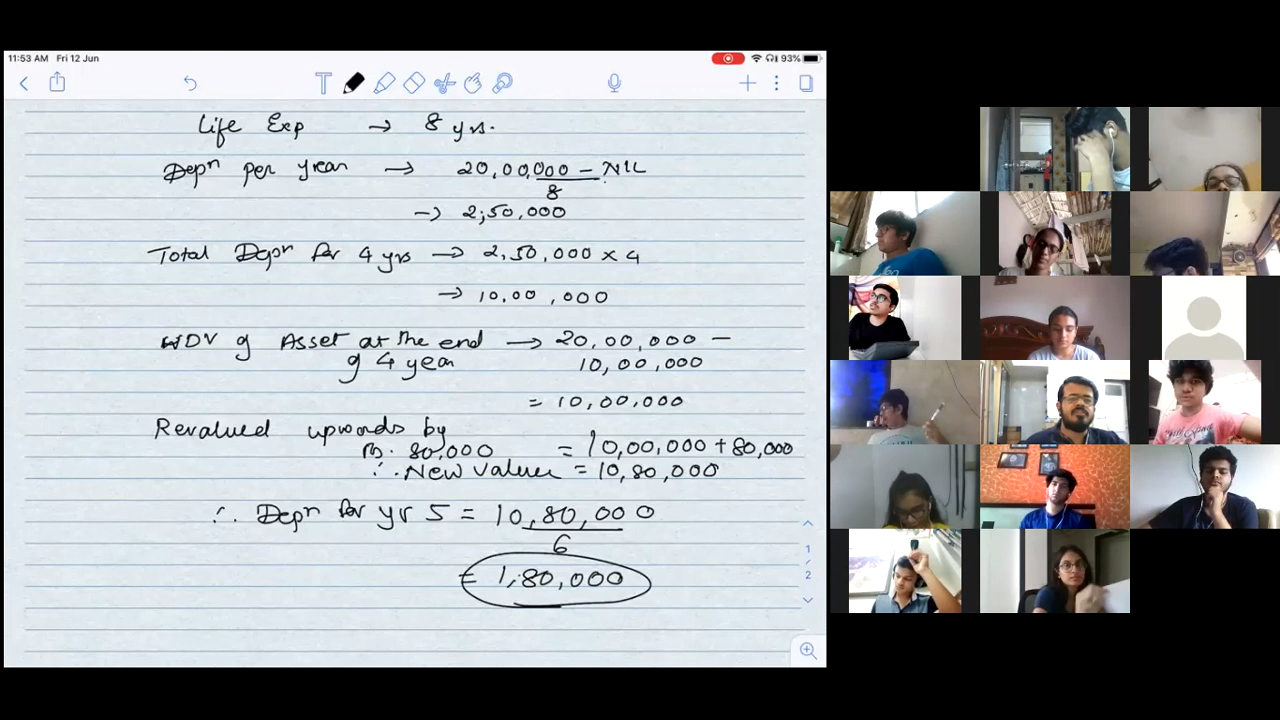 11:53 AM Fri 12 Jun
93%
Life Exp → 8 yrs.
Depn per year → 20,00,000 - NIL
8
→ 2,50,000
Total Depn for 4 yrs → 2,50,000 × 4
→ 10,00,000
WDV of Asset at the end → 20,00,000 -
of 4 year 10,00,000
= 10,00,000
Revalued upwards by
Rs. 80,000 = 10,00,000 + 80,000
∴ New value = 10,80,000
∴ Depn for yr 5 = 10,80,000
6
= 1,80,000
1
2